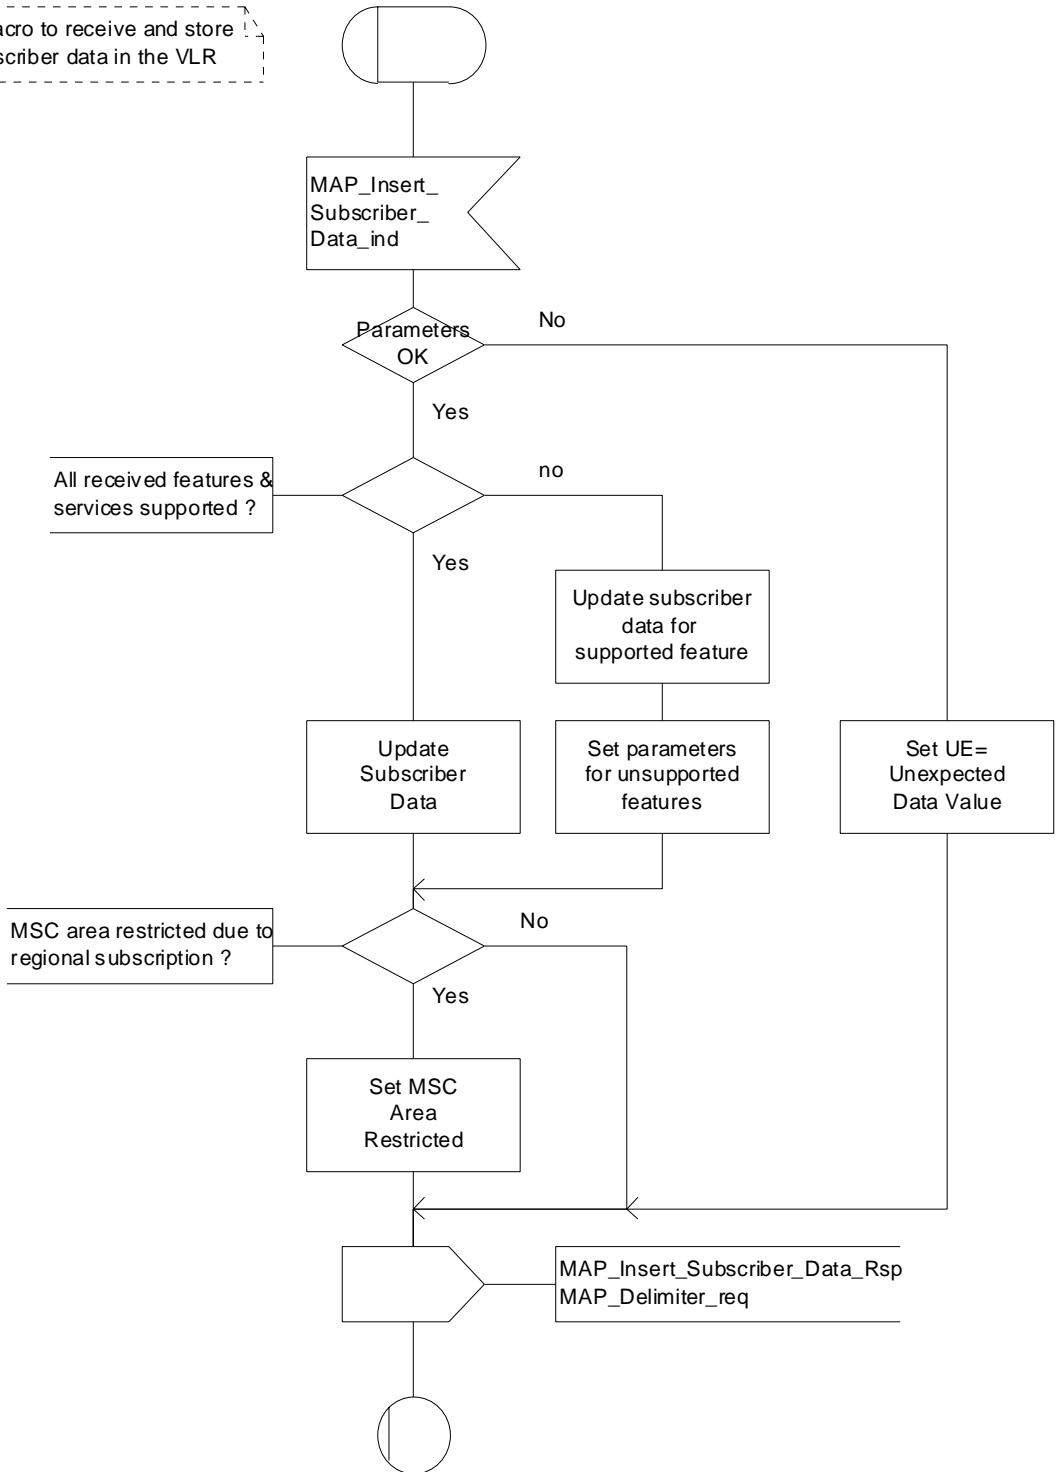 acro to receive and store
scriber data in the VLR
MAP_Insert_
Subscriber_
Data_ind
Parameters
OK
No
Yes
All received features &
services supported ?
no
Yes
Update subscriber
data for
supported feature
Update
Subscriber
Data
Set parameters
for unsupported
features
Set UE=
Unexpected
Data Value
MSC area restricted due to
regional subscription ?
No
Yes
Set MSC
Area
Restricted
MAP_Insert_Subscriber_Data_Rsp
MAP_Delimiter_req